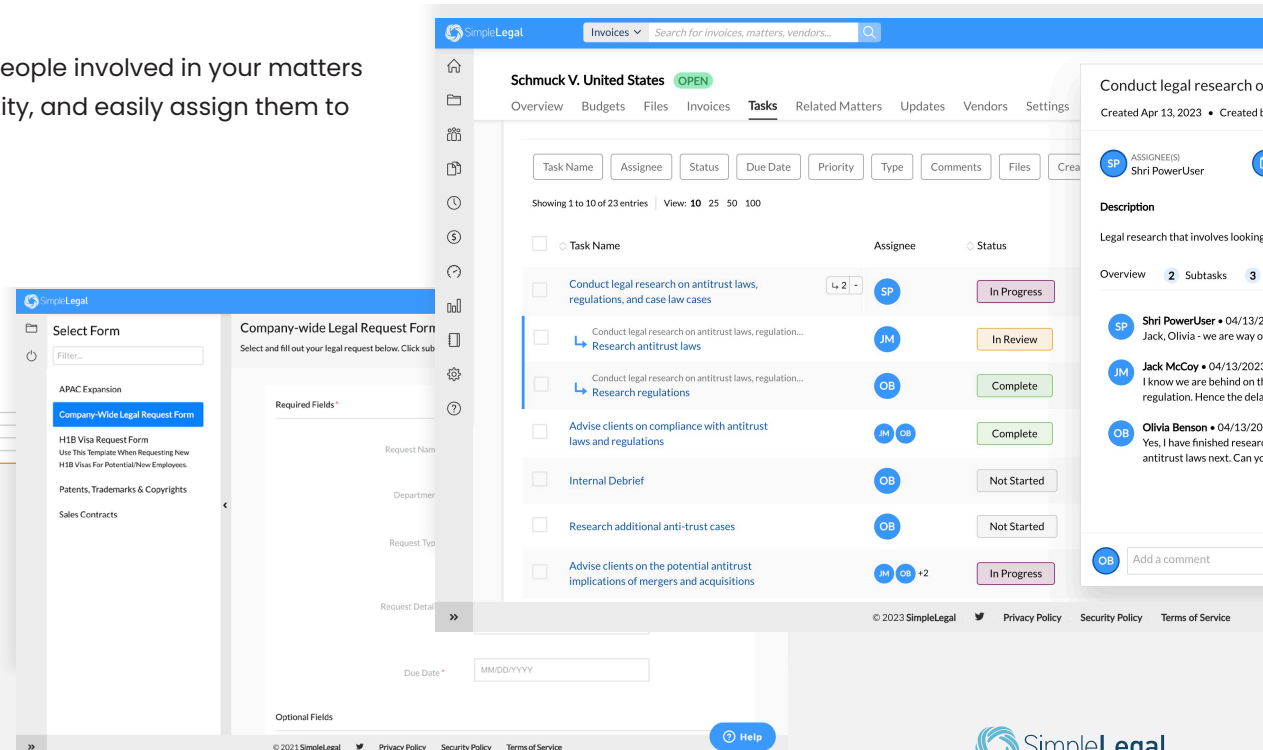 eople involved in your matters
ity, and easily assign them to
SimpleLegal
Invoices
Search for invoices, matters, vendors...
Schmuck V. United States OPEN
Overview Budgets Files Invoices Tasks Related Matters Updates Vendors Settings
Task Name Assignee Status Due Date Priority Type Comments Files Crea
Showing 1 to 10 of 23 entries View: 10 25 50 100
Task Name Assignee Status
Conduct legal research on antitrust laws,
regulations, and case law cases
2 - SP In Progress
Conduct legal research on antitrust laws, regulation...
Research antitrust laws
JM In Review
Conduct legal research on antitrust laws, regulation...
Research regulations
OB Complete
Advise clients on compliance with antitrust
laws and regulations
JM OB Complete
Internal Debrief OB Not Started
Research additional anti-trust cases OB Not Started
Advise clients on the potential antitrust
implications of mergers and acquisitions
JM OB +2 In Progress
© 2023 SimpleLegal Privacy Policy Security Policy Terms of Service
Conduct legal research o
Created Apr 13, 2023 • Created b
SP ASSIGNEE(S)
Shri PowerUser
Description
Legal research that involves looking
Overview 2 Subtasks 3
SP Shri PowerUser • 04/13/2
Jack, Olivia - we are way o
JM Jack McCoy • 04/13/2023
I know we are behind on th
regulation. Hence the dela
OB Olivia Benson • 04/13/20
Yes, I have finished researc
antitrust laws next. Can yo
OB Add a comment
SimpleLegal
Select Form
Filter...
APAC Expansion
Company-Wide Legal Request Form
H1B Visa Request Form
Use This Template When Requesting New
H1B Visas For Potential/New Employees.
Patents, Trademarks & Copyrights
Sales Contracts
Company-wide Legal Request Form
Select and fill out your legal request below. Click sub
Required Fields *
Request Nam
Departmen
Request Typ
Request Detai
Due Date * MM/DD/YYYY
Optional Fields
Help
© 2021 SimpleLegal Privacy Policy Security Policy Terms of Service
SimpleLegal